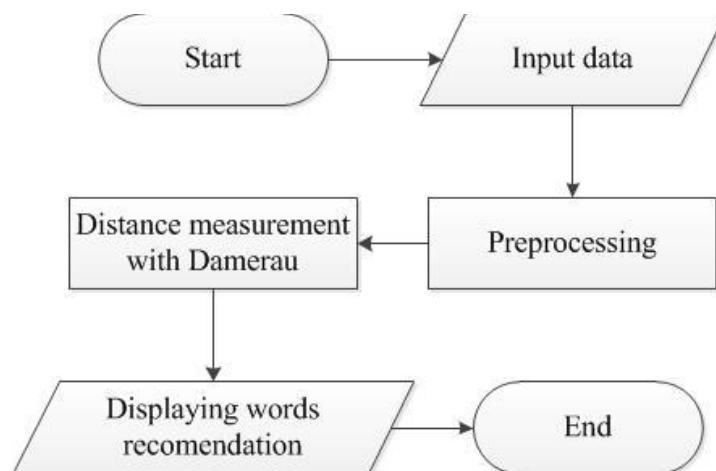 Start
Input data
Preprocessing
Distance measurement
with Damerau
Displaying words
recomendation
End